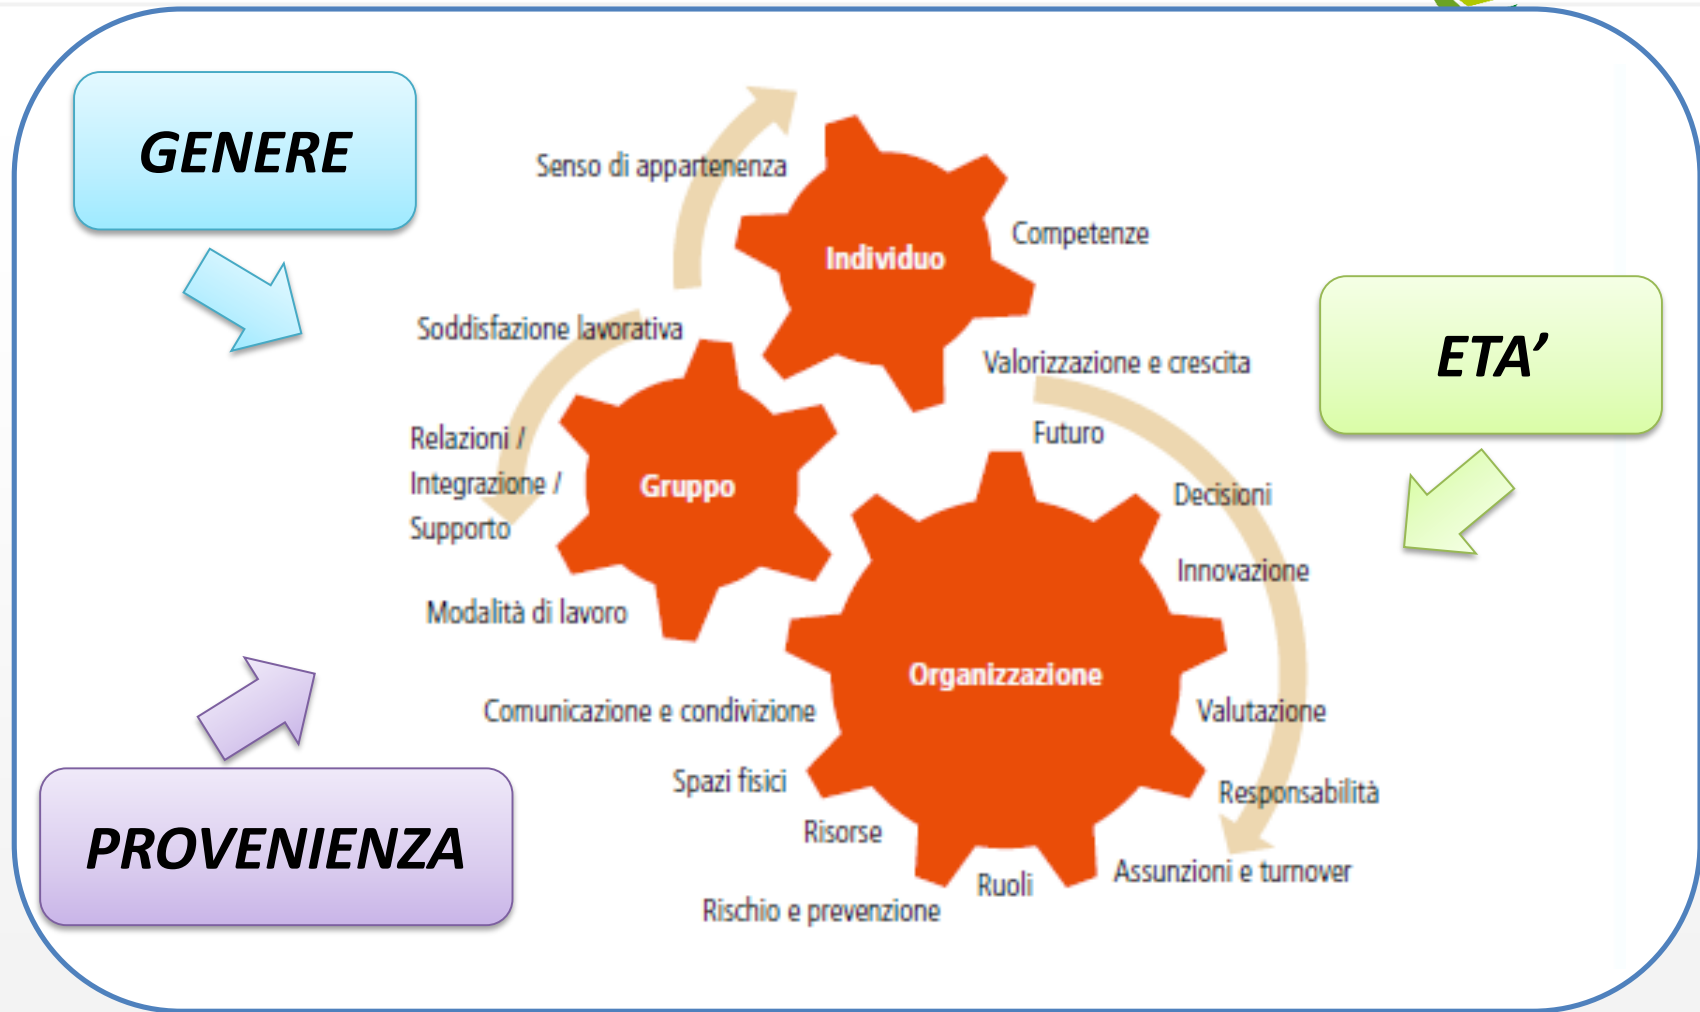 GENERE
Senso di appartenenza
Competenze
Individuo
Soddisfazione lavorativa
Valorizzazione e crescita
ETA’
Futuro
Relazioni /
Integrazione /
Supporto
Gruppo
Decisioni
Innovazione
Modalità di lavoro
Organizzazione
Comunicazione e condivizione
Valutazione
Spazi fisici
Responsabilità
Risorse
PROVENIENZA
Assunzioni e turnover
Ruoli
Rischio e prevenzione